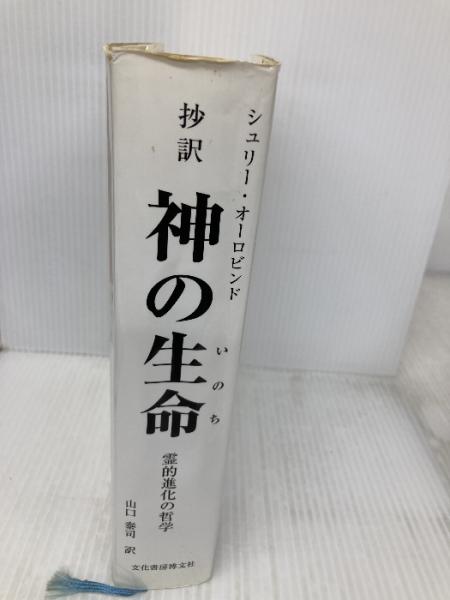 シュリー・オーロビンド
抄訳
神の生命
いのち
霊的進化の哲学
山口 泰司 訳
文化書房博文社